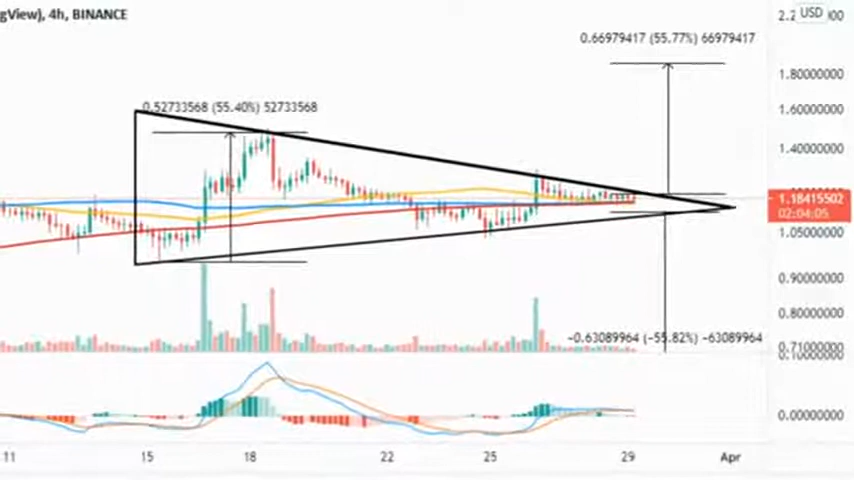 gView), 4h, BINANCE
USD
0.66979417 (55.77%) 66979417
1.80000000
0.52733568 (55.40%) 52733568
1.60000000
1.40000000
1.18415502
02:04:05
1.05000000
0.90000000
0.80000000
−0.63089964 (−55.82%) −63089964
0.71000000
0.00000000
11
15
18
22
25
29
Apr